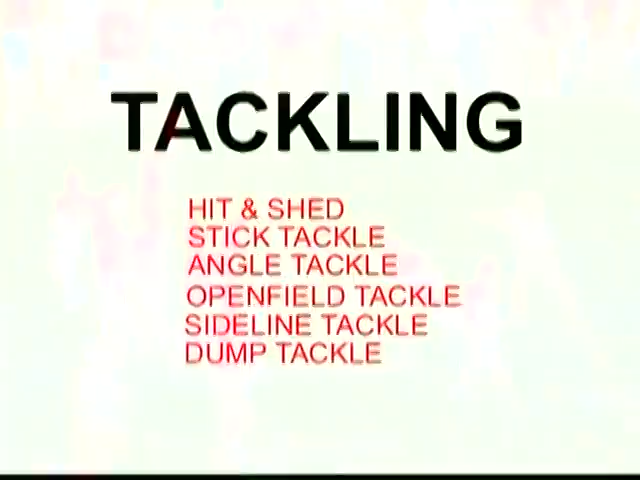 TACKLING
HIT & SHED
STICK TACKLE
ANGLE TACKLE
OPENFIELD TACKLE
SIDELINE TACKLE
DUMP TACKLE